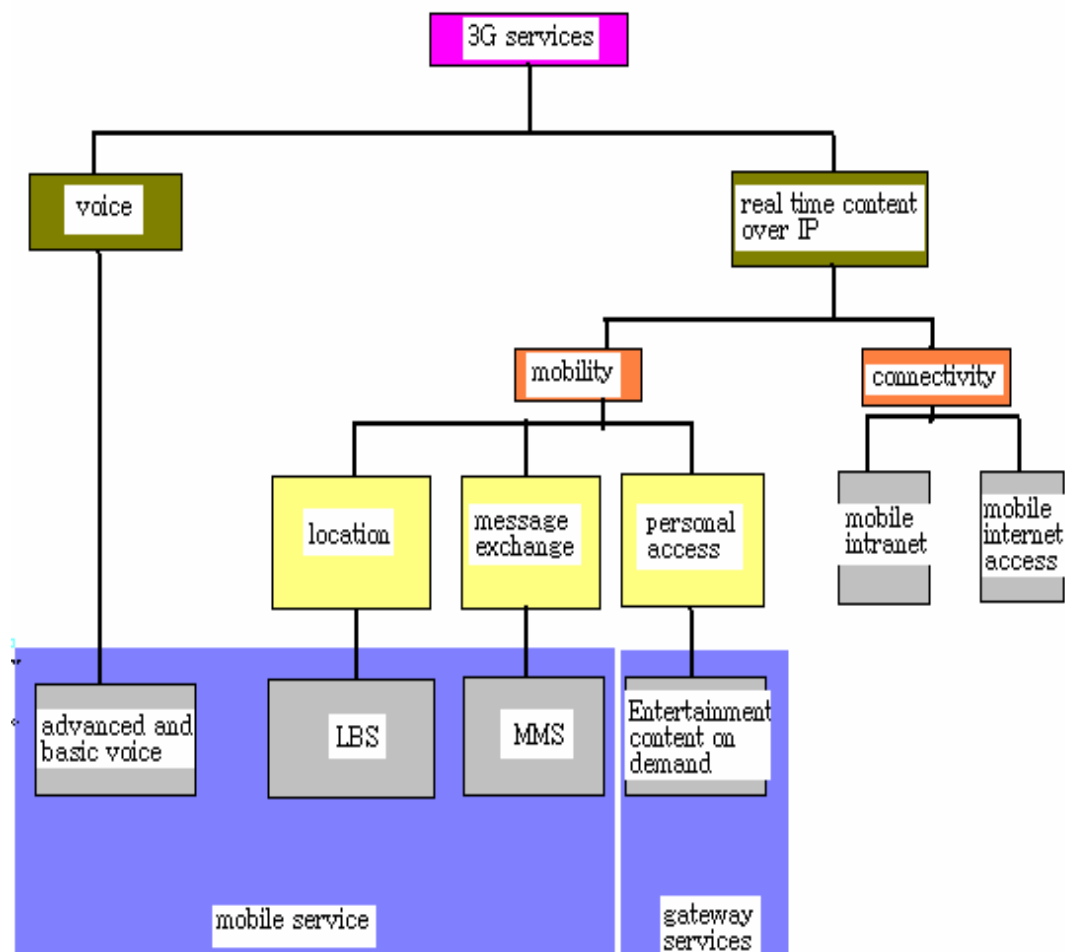 3G services
voice
real time content
over IP
mobility
connectivity
location
message
exchange
personal
access
mobile
intranet
mobile
internet
access
advanced and
basic voice
LBS
MMS
Entertainment
content on
demand
mobile service
gateway
services